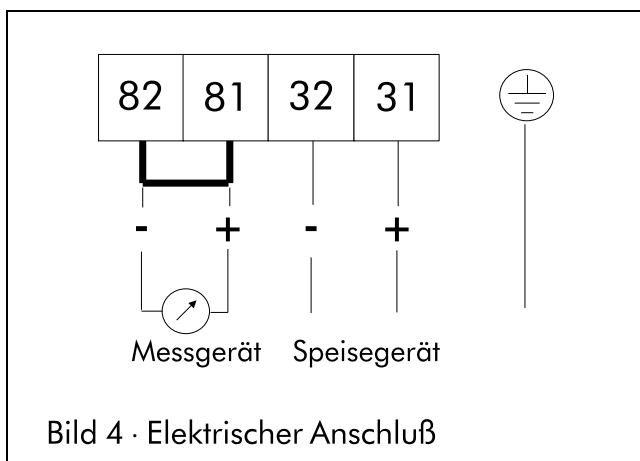 82 81 32 31
- + - +
Messgerät Speisegerät
Bild 4 · Elektrischer Anschluß